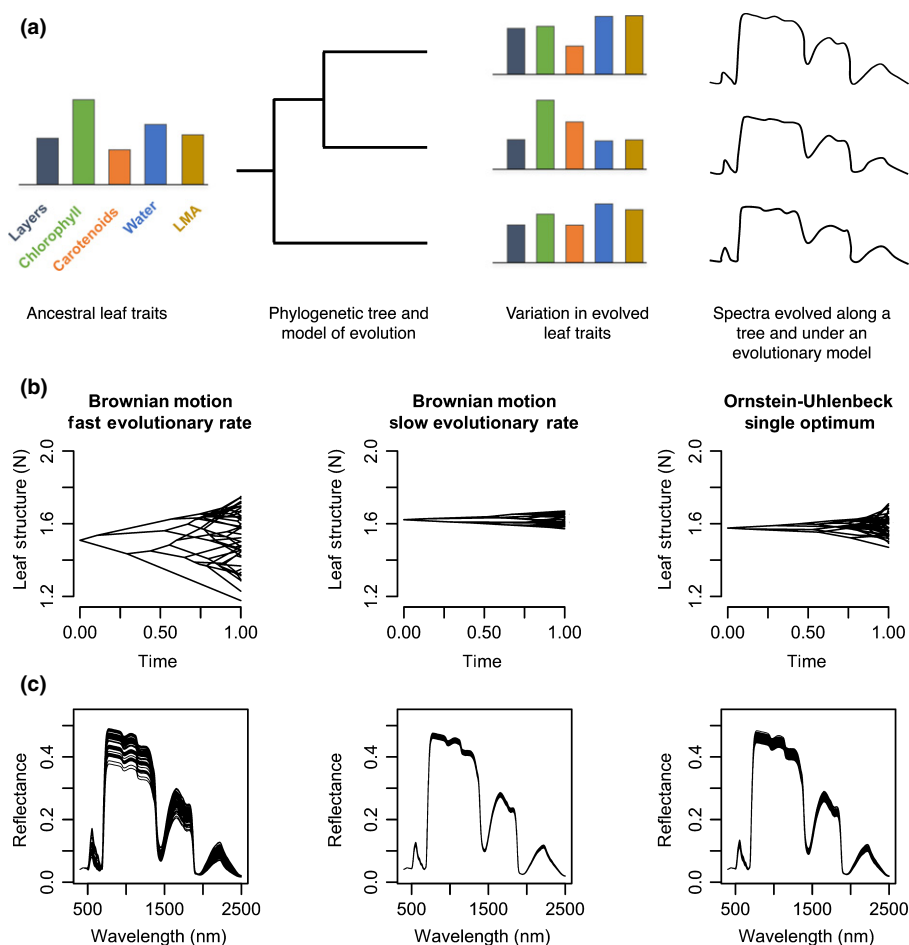 (a)
Layers
Chlorophyll
Carotenoids
Water
LMA
Ancestral leaf traits
Phylogenetic tree and
model of evolution
Variation in evolved
leaf traits
Spectra evolved along a
tree and under an
evolutionary model
(b)
Brownian motion
fast evolutionary rate
Brownian motion
slow evolutionary rate
Ornstein-Uhlenbeck
single optimum
Leaf structure (N)
2.0
1.6
1.2
0.00 0.50 1.00
Time
Leaf structure (N)
2.0
1.6
1.2
0.00 0.50 1.00
Time
Leaf structure (N)
2.0
1.6
1.2
0.00 0.50 1.00
Time
(c)
Reflectance
0.4
0.2
0.0
500 1500 2500
Wavelength (nm)
Reflectance
0.4
0.2
0.0
500 1500 2500
Wavelength (nm)
Reflectance
0.4
0.2
0.0
500 1500 2500
Wavelength (nm)